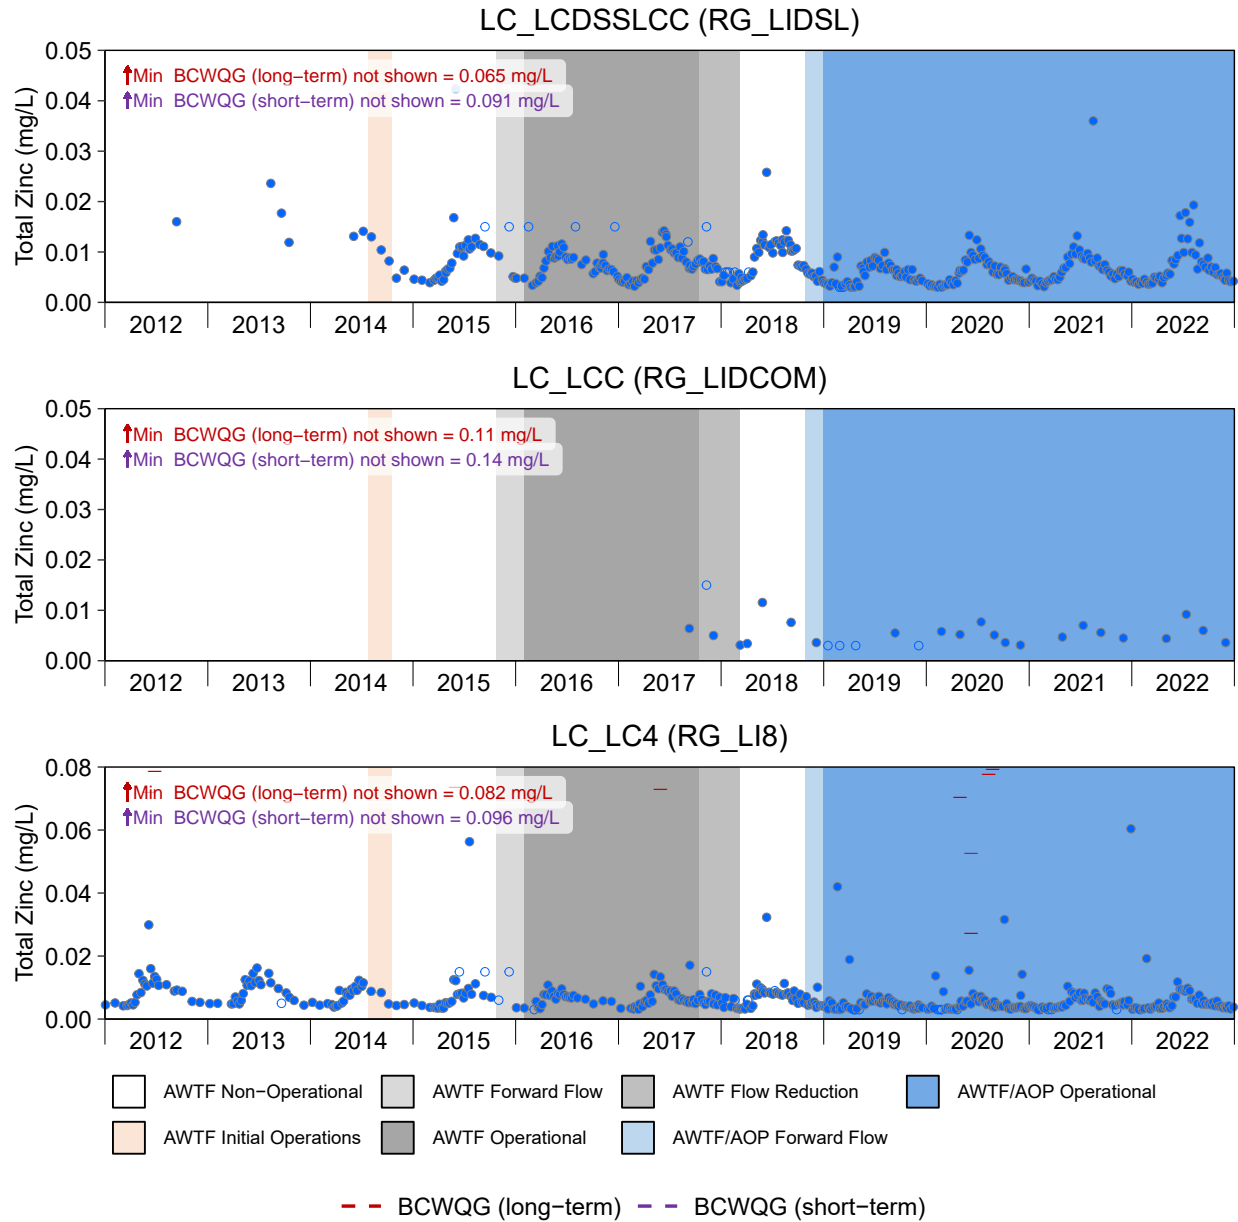 LC_LCDSSLCC (RG_LIDSL)
Total Zinc (mg/L)
0.05
0.04
0.03
0.02
0.01
0.00
Min BCWQG (long−term) not shown = 0.065 mg/L
Min BCWQG (short−term) not shown = 0.091 mg/L
2012 2013 2014 2015 2016 2017 2018 2019 2020 2021 2022
LC_LCC (RG_LIDCOM)
Total Zinc (mg/L)
0.05
0.04
0.03
0.02
0.01
0.00
Min BCWQG (long−term) not shown = 0.11 mg/L
Min BCWQG (short−term) not shown = 0.14 mg/L
2012 2013 2014 2015 2016 2017 2018 2019 2020 2021 2022
LC_LC4 (RG_LI8)
Total Zinc (mg/L)
0.08
0.06
0.04
0.02
0.00
Min BCWQG (long−term) not shown = 0.082 mg/L
Min BCWQG (short−term) not shown = 0.096 mg/L
2012 2013 2014 2015 2016 2017 2018 2019 2020 2021 2022
AWTF Non−Operational AWTF Forward Flow AWTF Flow Reduction AWTF/AOP Operational
AWTF Initial Operations AWTF Operational AWTF/AOP Forward Flow
BCWQG (long−term) BCWQG (short−term)